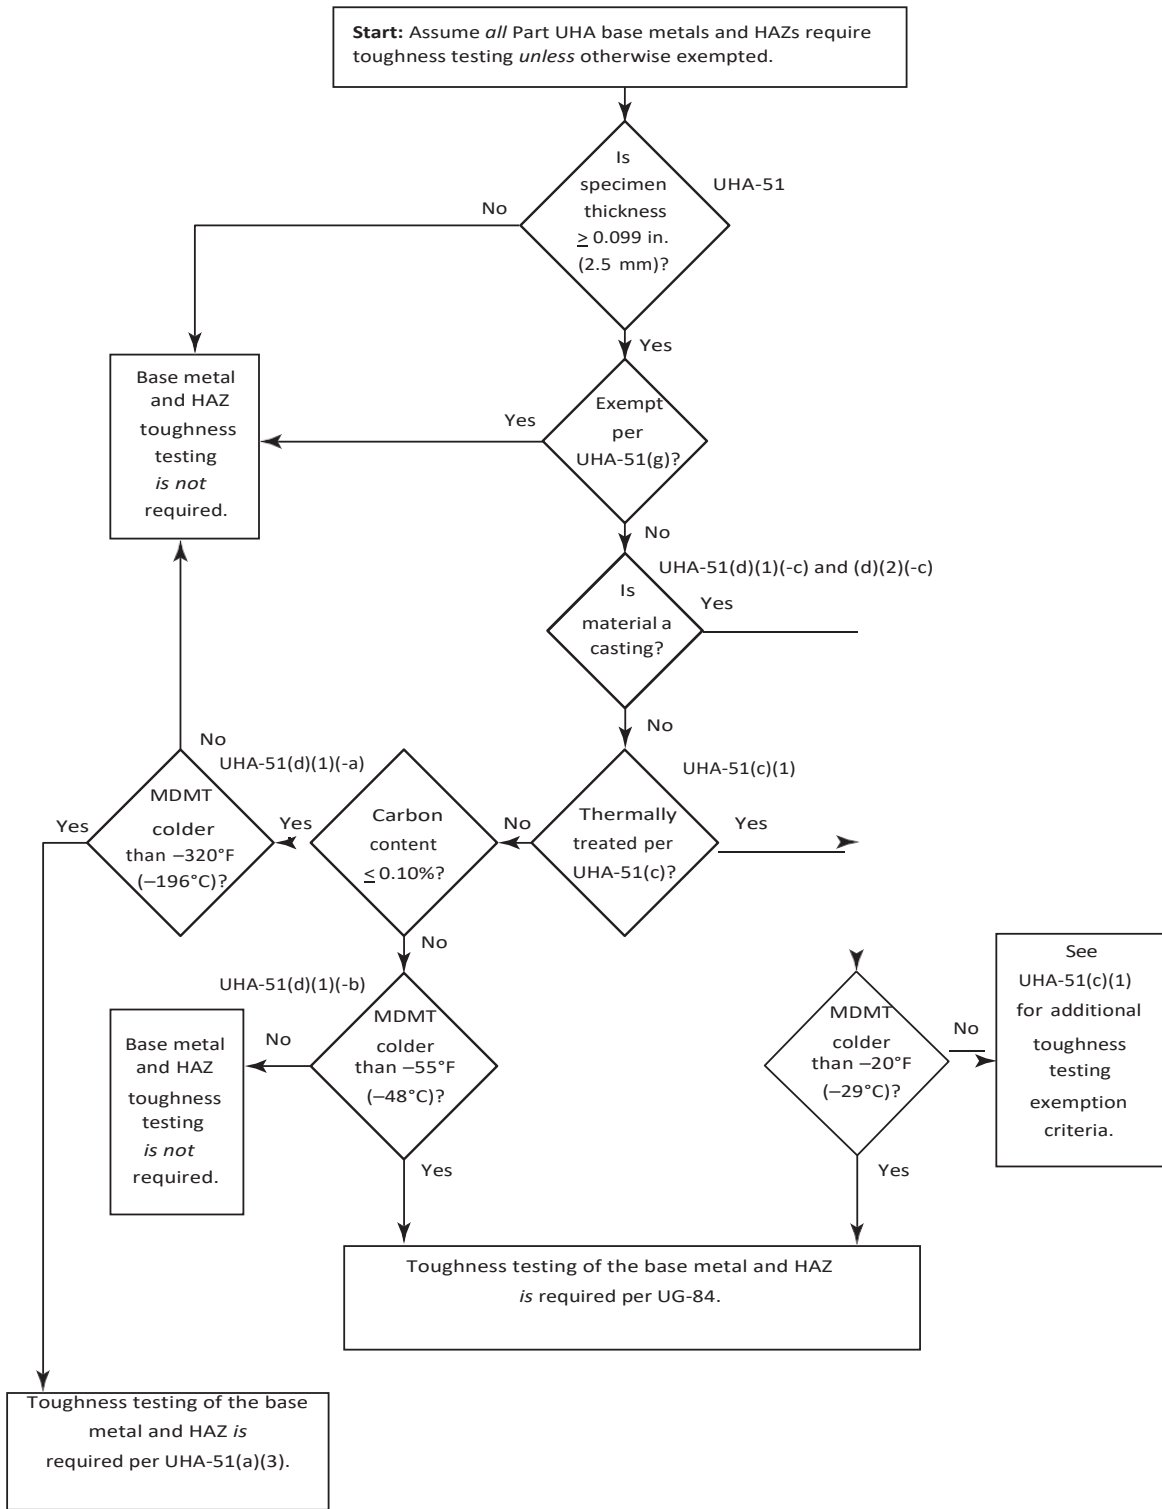 Start: Assume all Part UHA base metals and HAZs require
toughness testing unless otherwise exempted.
Is
specimen
thickness
≥ 0.099 in.
(2.5 mm)?
UHA-51
No
Yes
Base metal
and HAZ
toughness
testing
is not
required.
Yes
Exempt
per
UHA-51(g)?
No
UHA-51(d)(1)(-c) and (d)(2)(-c)
Is
material a
casting?
Yes
No
No
UHA-51(d)(1)(-a)
MDMT
colder
than –320°F
(–196°C)?
Yes
Yes
Carbon
content
≤ 0.10%?
No
UHA-51(c)(1)
Thermally
treated per
UHA-51(c)?
Yes
No
UHA-51(d)(1)(-b)
MDMT
colder
than –55°F
(–48°C)?
No
Base metal
and HAZ
toughness
testing
is not
required.
Yes
MDMT
colder
than –20°F
(–29°C)?
No
Yes
See
UHA-51(c)(1)
for additional
toughness
testing
exemption
criteria.
Toughness testing of the base metal and HAZ
is required per UG-84.
Toughness testing of the base
metal and HAZ is
required per UHA-51(a)(3).